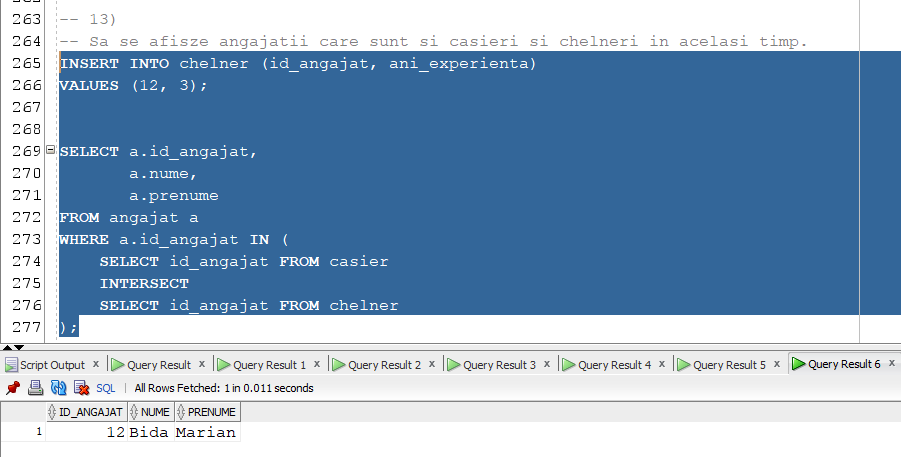 263 -- 13)
264 -- Sa se afisze angajatii care sunt si casieri si chelneri in acelasi timp.
265 INSERT INTO chelner (id_angajat, ani_experienta)
266 VALUES (12, 3);
267
268
269 SELECT a.id_angajat,
270 a.nume,
271 a.prenume
272 FROM angajat a
273 WHERE a.id_angajat IN (
274 SELECT id_angajat FROM casier
275 INTERSECT
276 SELECT id_angajat FROM chelner
277 );
Script Output x Query Result x Query Result 1 x Query Result 2 x Query Result 3 x Query Result 4 x Query Result 5 x Query Result 6 x
SQL All Rows Fetched: 1 in 0.011 seconds
ID_ANGAJAT NUME PRENUME
1 12 Bida Marian